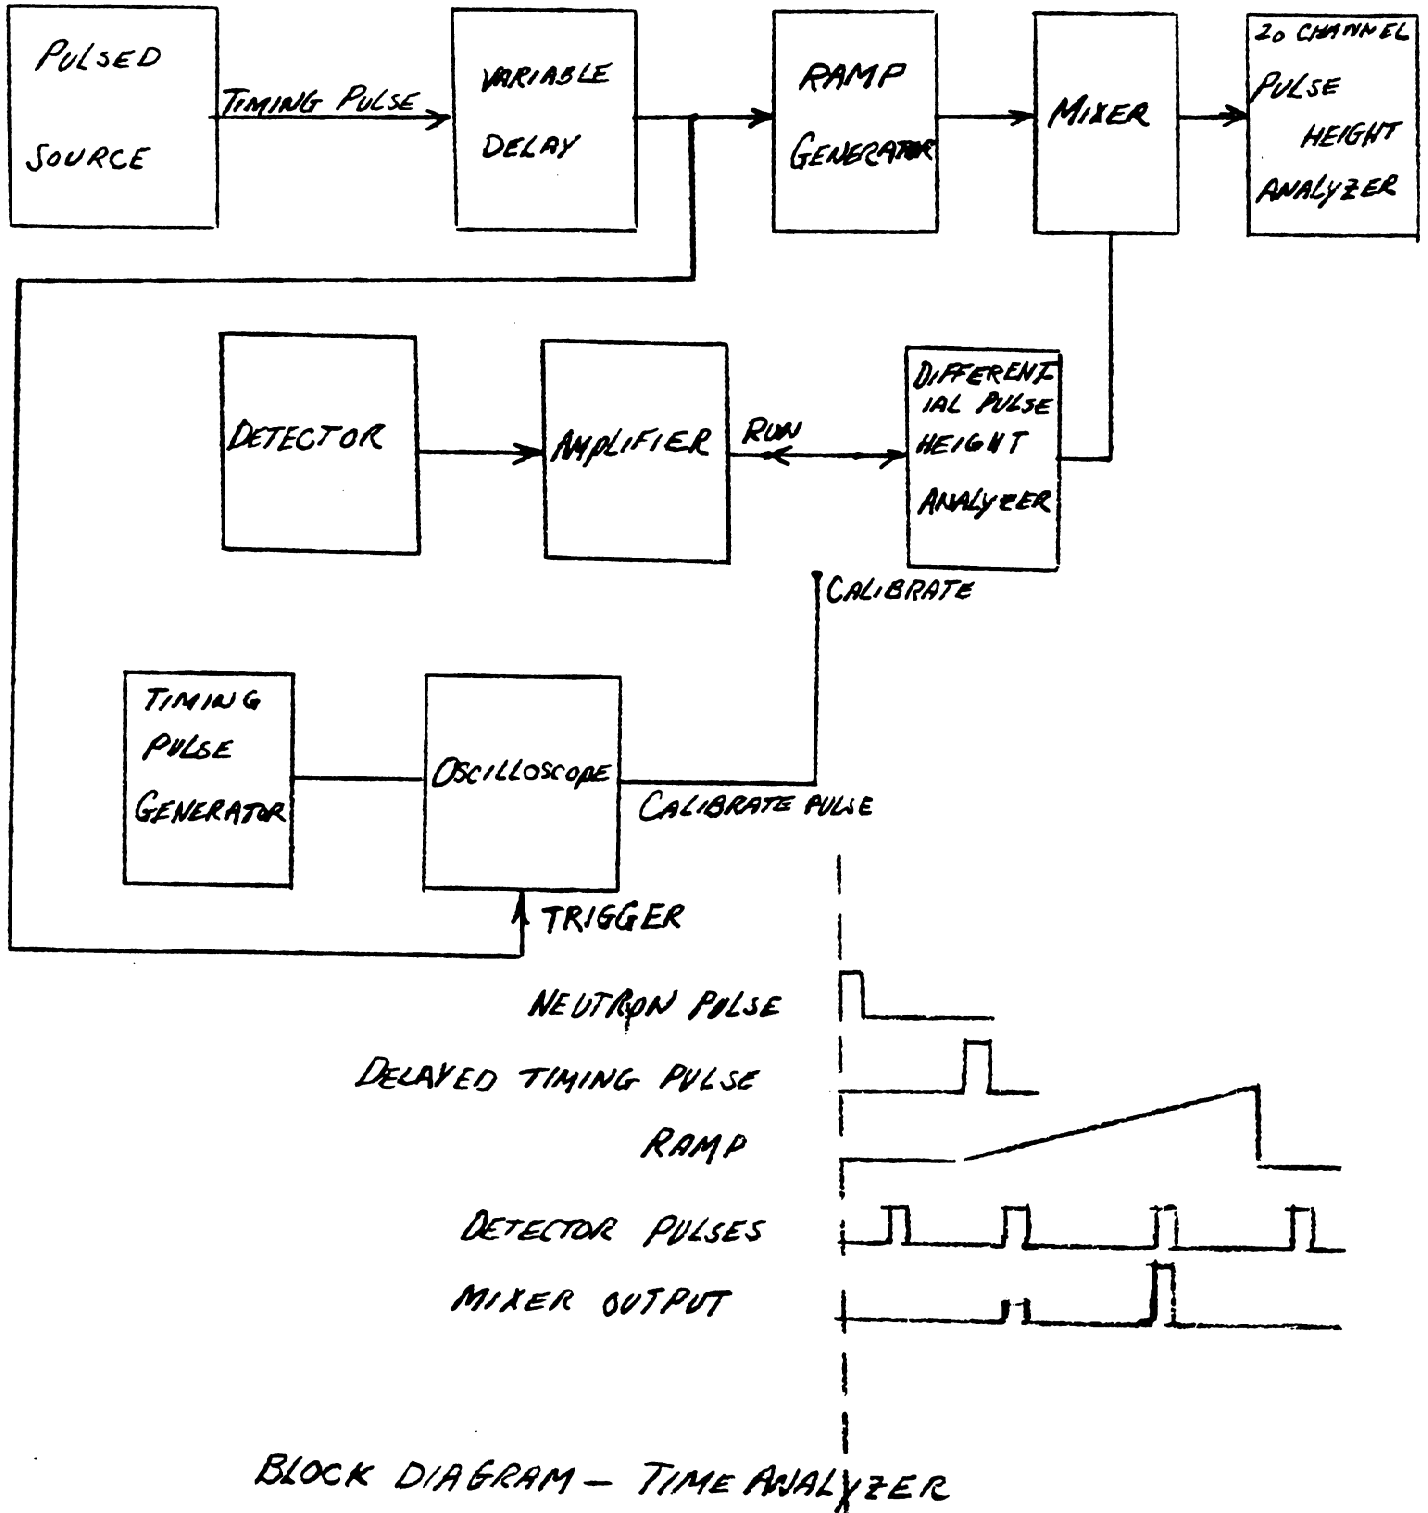 PULSED
SOURCE
TIMING PULSE
VARIABLE
DELAY
RAMP
GENERATOR
MIXER
20 CHANNEL
PULSE
HEIGHT
ANALYZER
DETECTOR
AMPLIFIER
RUN
DIFFERENT-
IAL PULSE
HEIGHT
ANALYZER
CALIBRATE
TIMING
PULSE
GENERATOR
OSCILLOSCOPE
CALIBRATE PULSE
TRIGGER
NEUTRON PULSE
DELAYED TIMING PULSE
RAMP
DETECTOR PULSES
MIXER OUTPUT
BLOCK DIAGRAM – TIME ANALYZER